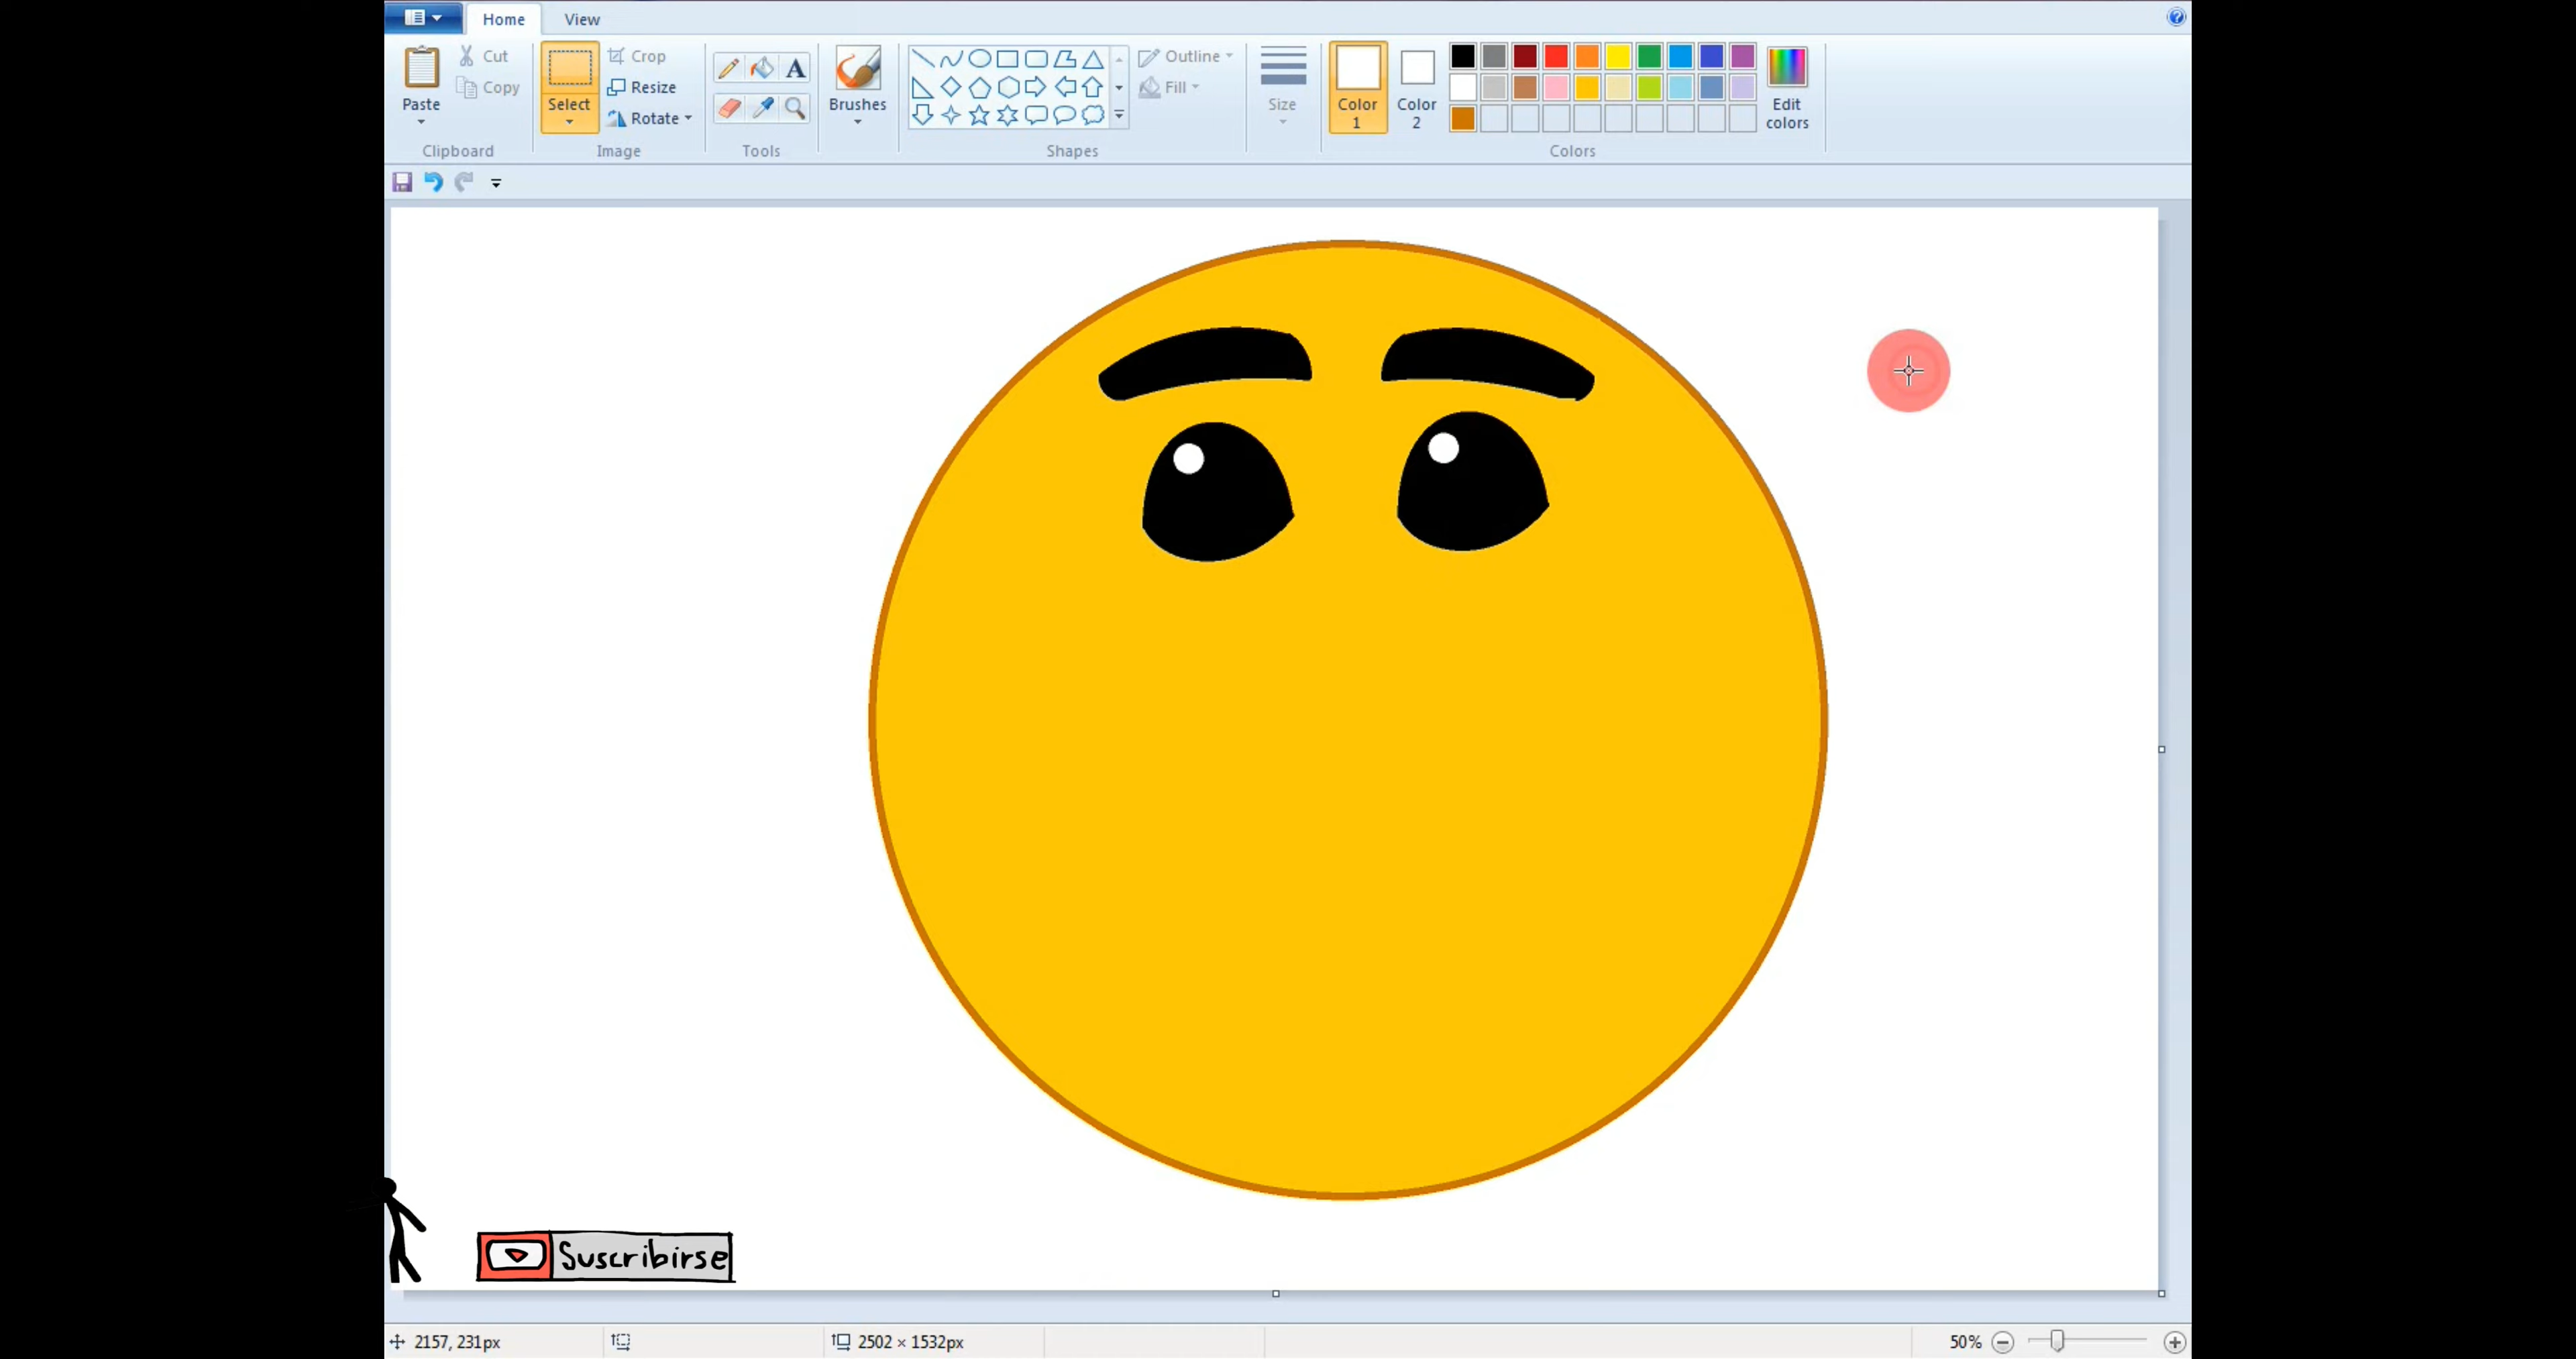 Home View
Cut
Copy
Paste
Clipboard
Select
Crop
Resize
Rotate
Image
A
Tools
Brushes
Outline
Fill
Shapes
Size
Color
1
Color
2
Edit
colors
Colors
Suscribirse
2157, 231px
2502 × 1532px
50%